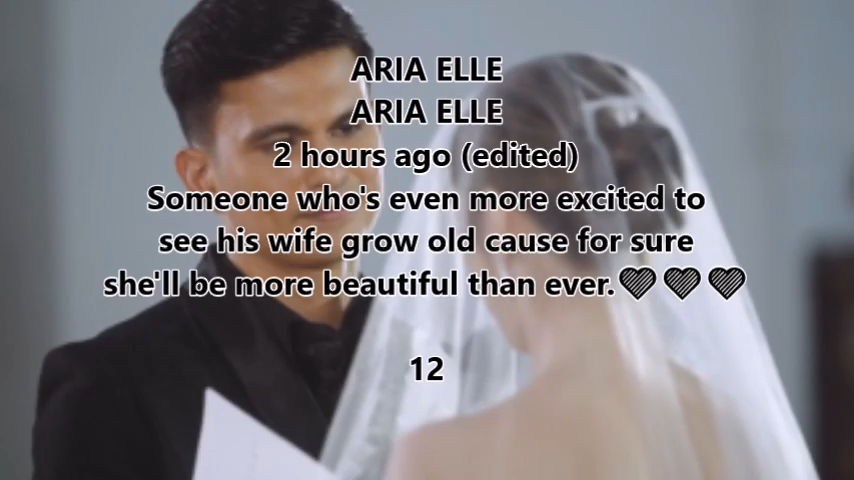 ARIA ELLE
ARIA ELLE
2 hours ago (edited)
Someone who's even more excited to
see his wife grow old cause for sure
she'll be more beautiful than ever.🖤🖤🖤
12